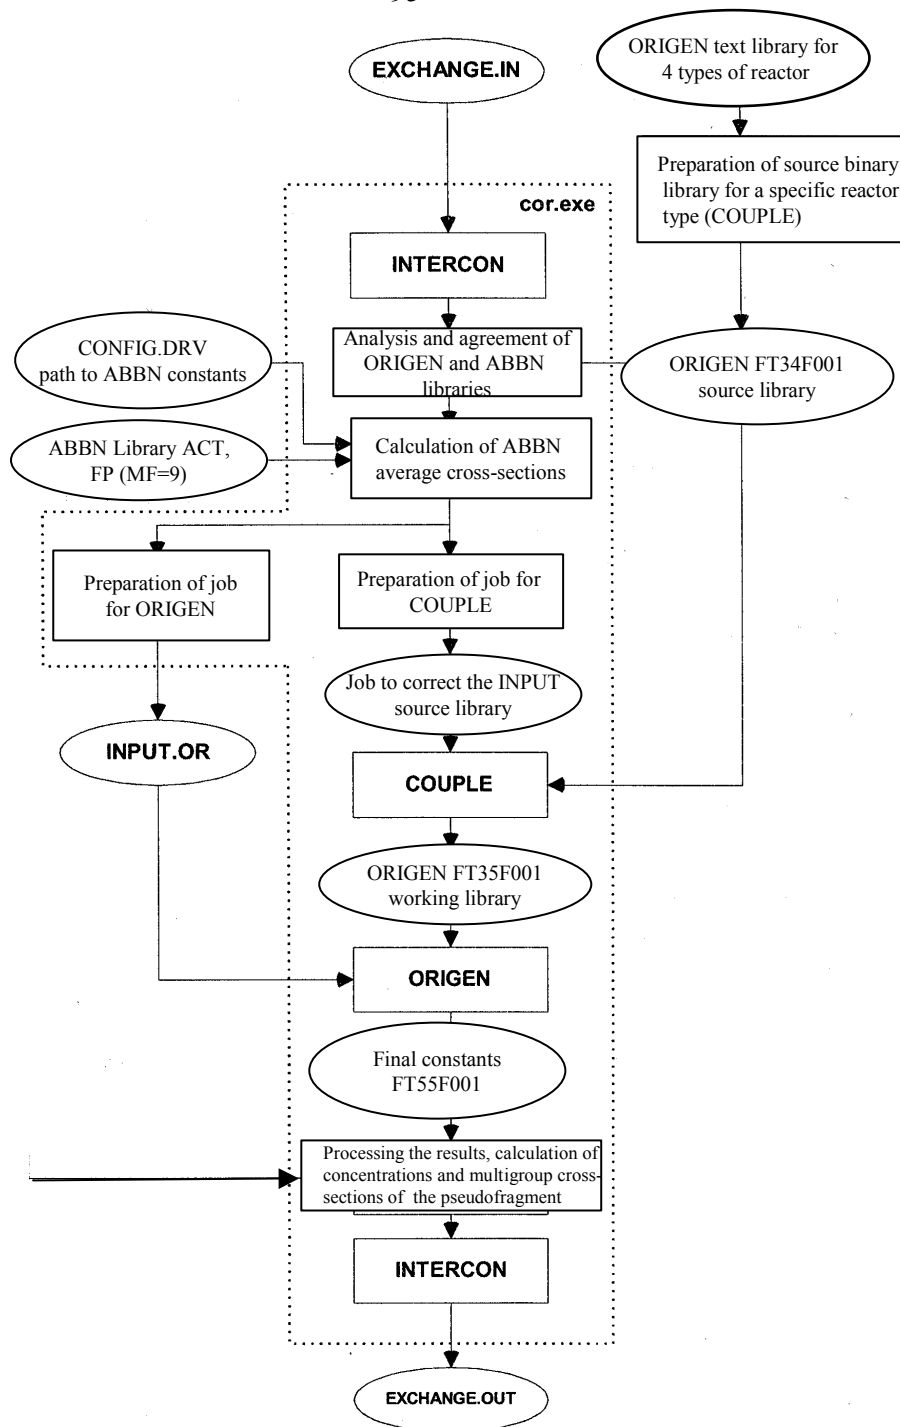 EXCHANGE.IN
ORIGEN text library for
4 types of reactor
Preparation of source binary
library for a specific reactor
type (COUPLE)
cor.exe
INTERCON
Analysis and agreement of
ORIGEN and ABBN
libraries
CONFIG.DRV
path to ABBN constants
ORIGEN FT34F001
source library
ABBN Library ACT,
FP (MF=9)
Calculation of ABBN
average cross-sections
Preparation of job
for ORIGEN
Preparation of job for
COUPLE
Job to correct the INPUT
source library
INPUT.OR
COUPLE
ORIGEN FT35F001
working library
ORIGEN
Final constants
FT55F001
Processing the results, calculation of
concentrations and multigroup cross-
sections of the pseudofragment
INTERCON
EXCHANGE.OUT